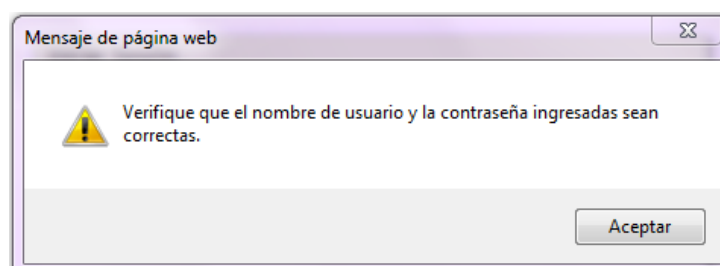 Mensaje de página web
Verifique que el nombre de usuario y la contraseña ingresadas sean
correctas.
Aceptar